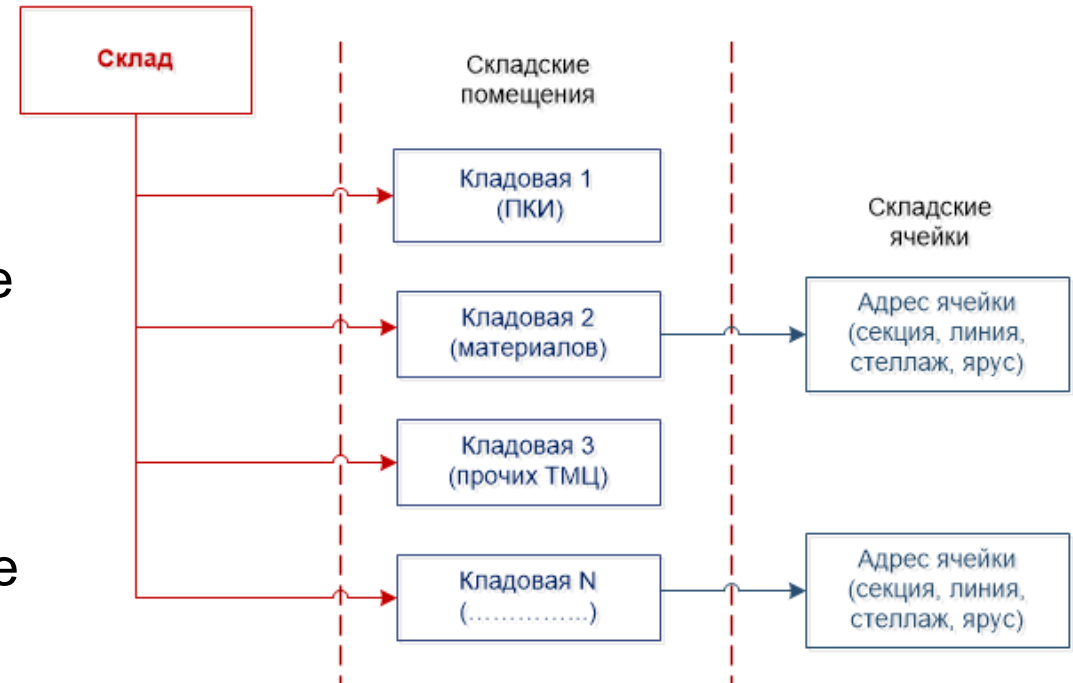 Склад
Складские
помещения
Кладовая 1
(ПКИ)
Складские
ячейки
е
Кладовая 2
(материалов)
Адрес ячейки
(секция, линия,
стеллаж, ярус)
Кладовая 3
(прочих ТМЦ)
е
Кладовая N
(……………..)
Адрес ячейки
(секция, линия,
стеллаж, ярус)